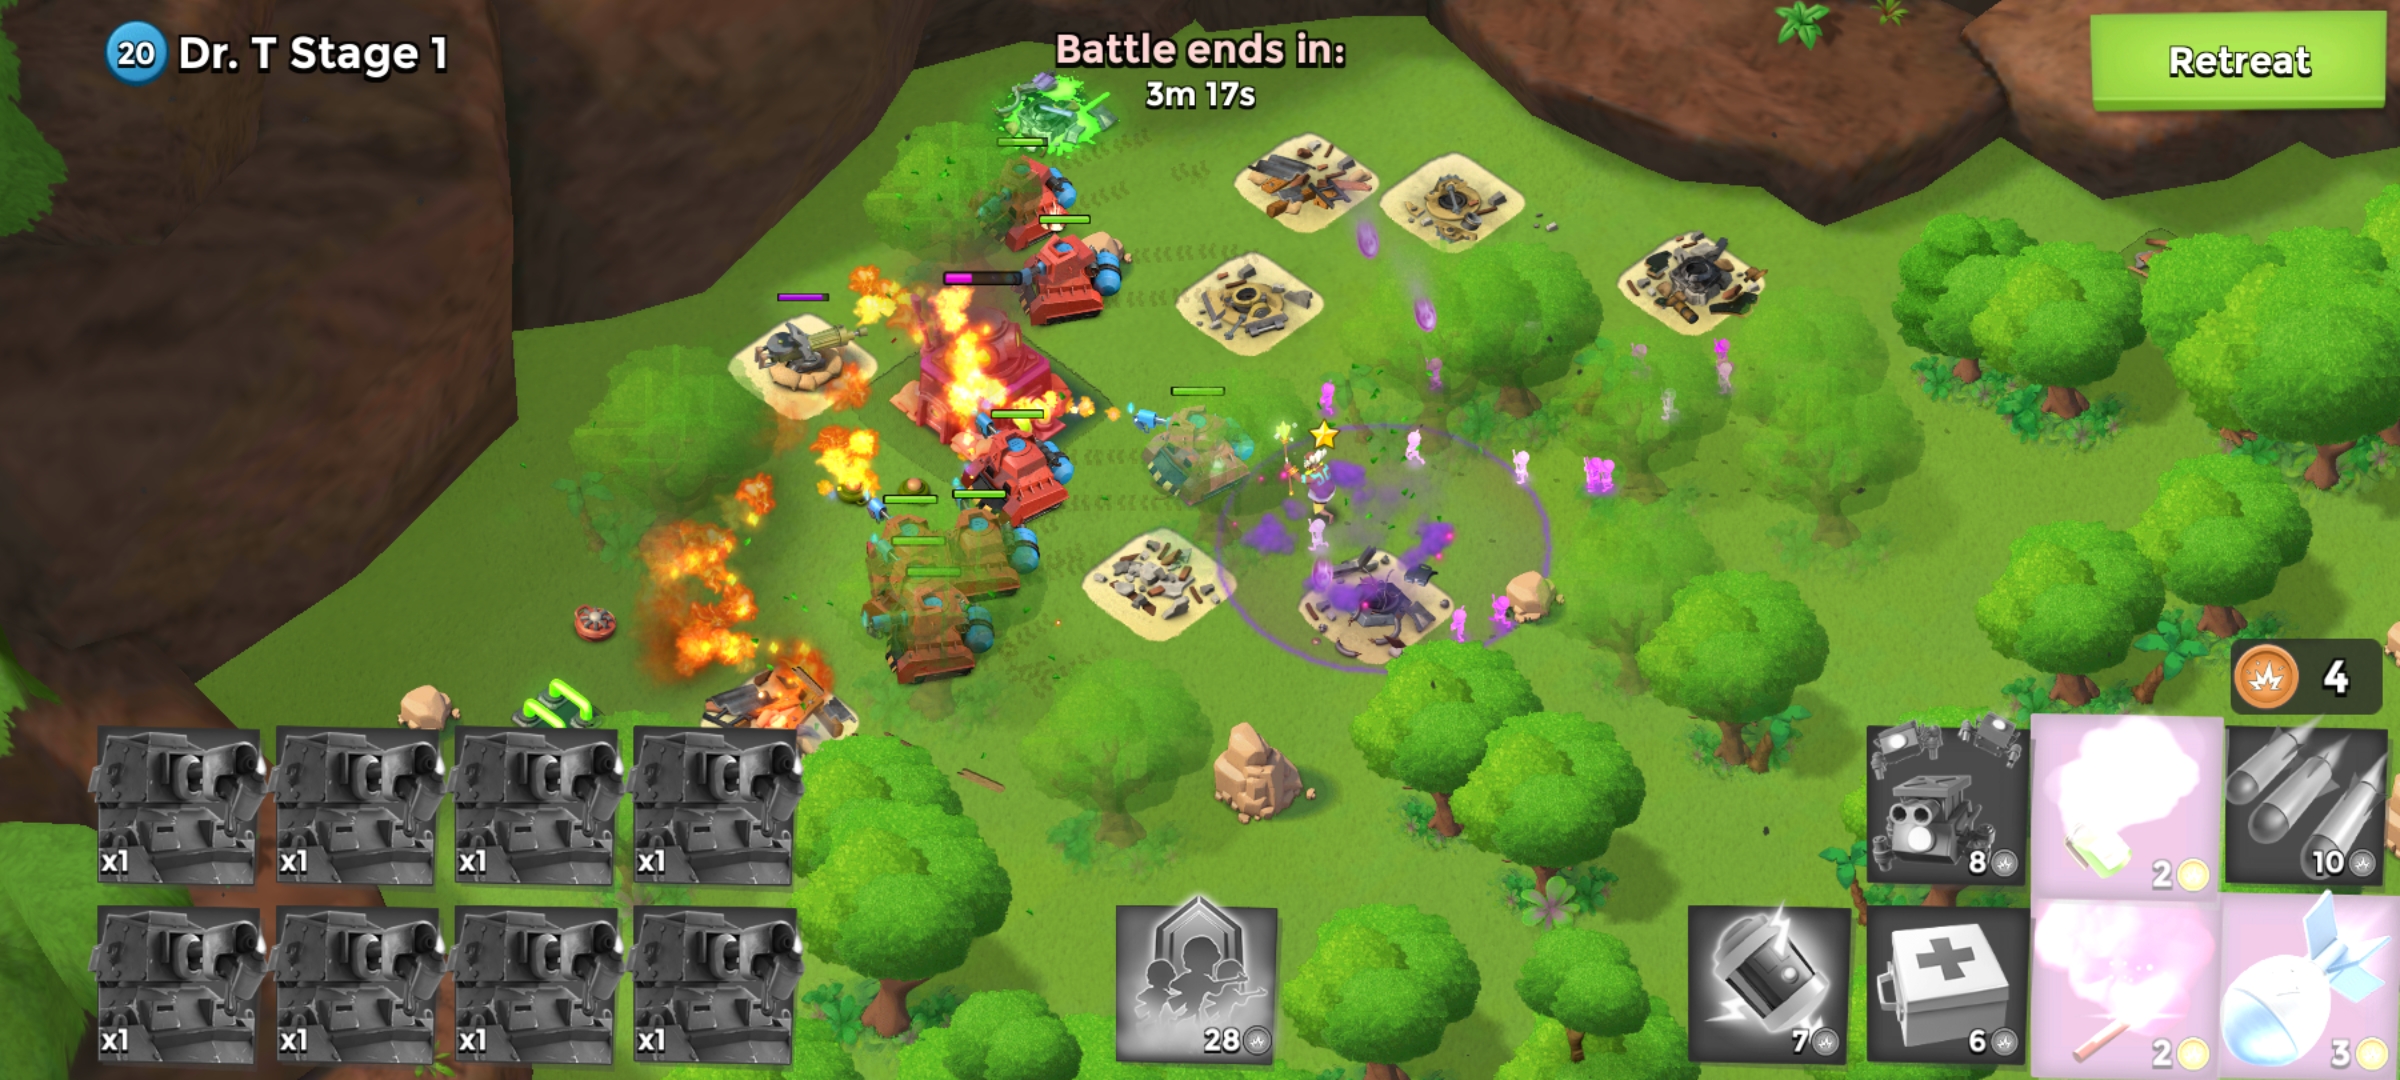 20 Dr. T Stage 1
Battle ends in:
3m 17s
Retreat
4
x1 x1 x1 x1
8 2 10
x1 x1 x1 x1
28 7 6 2 3